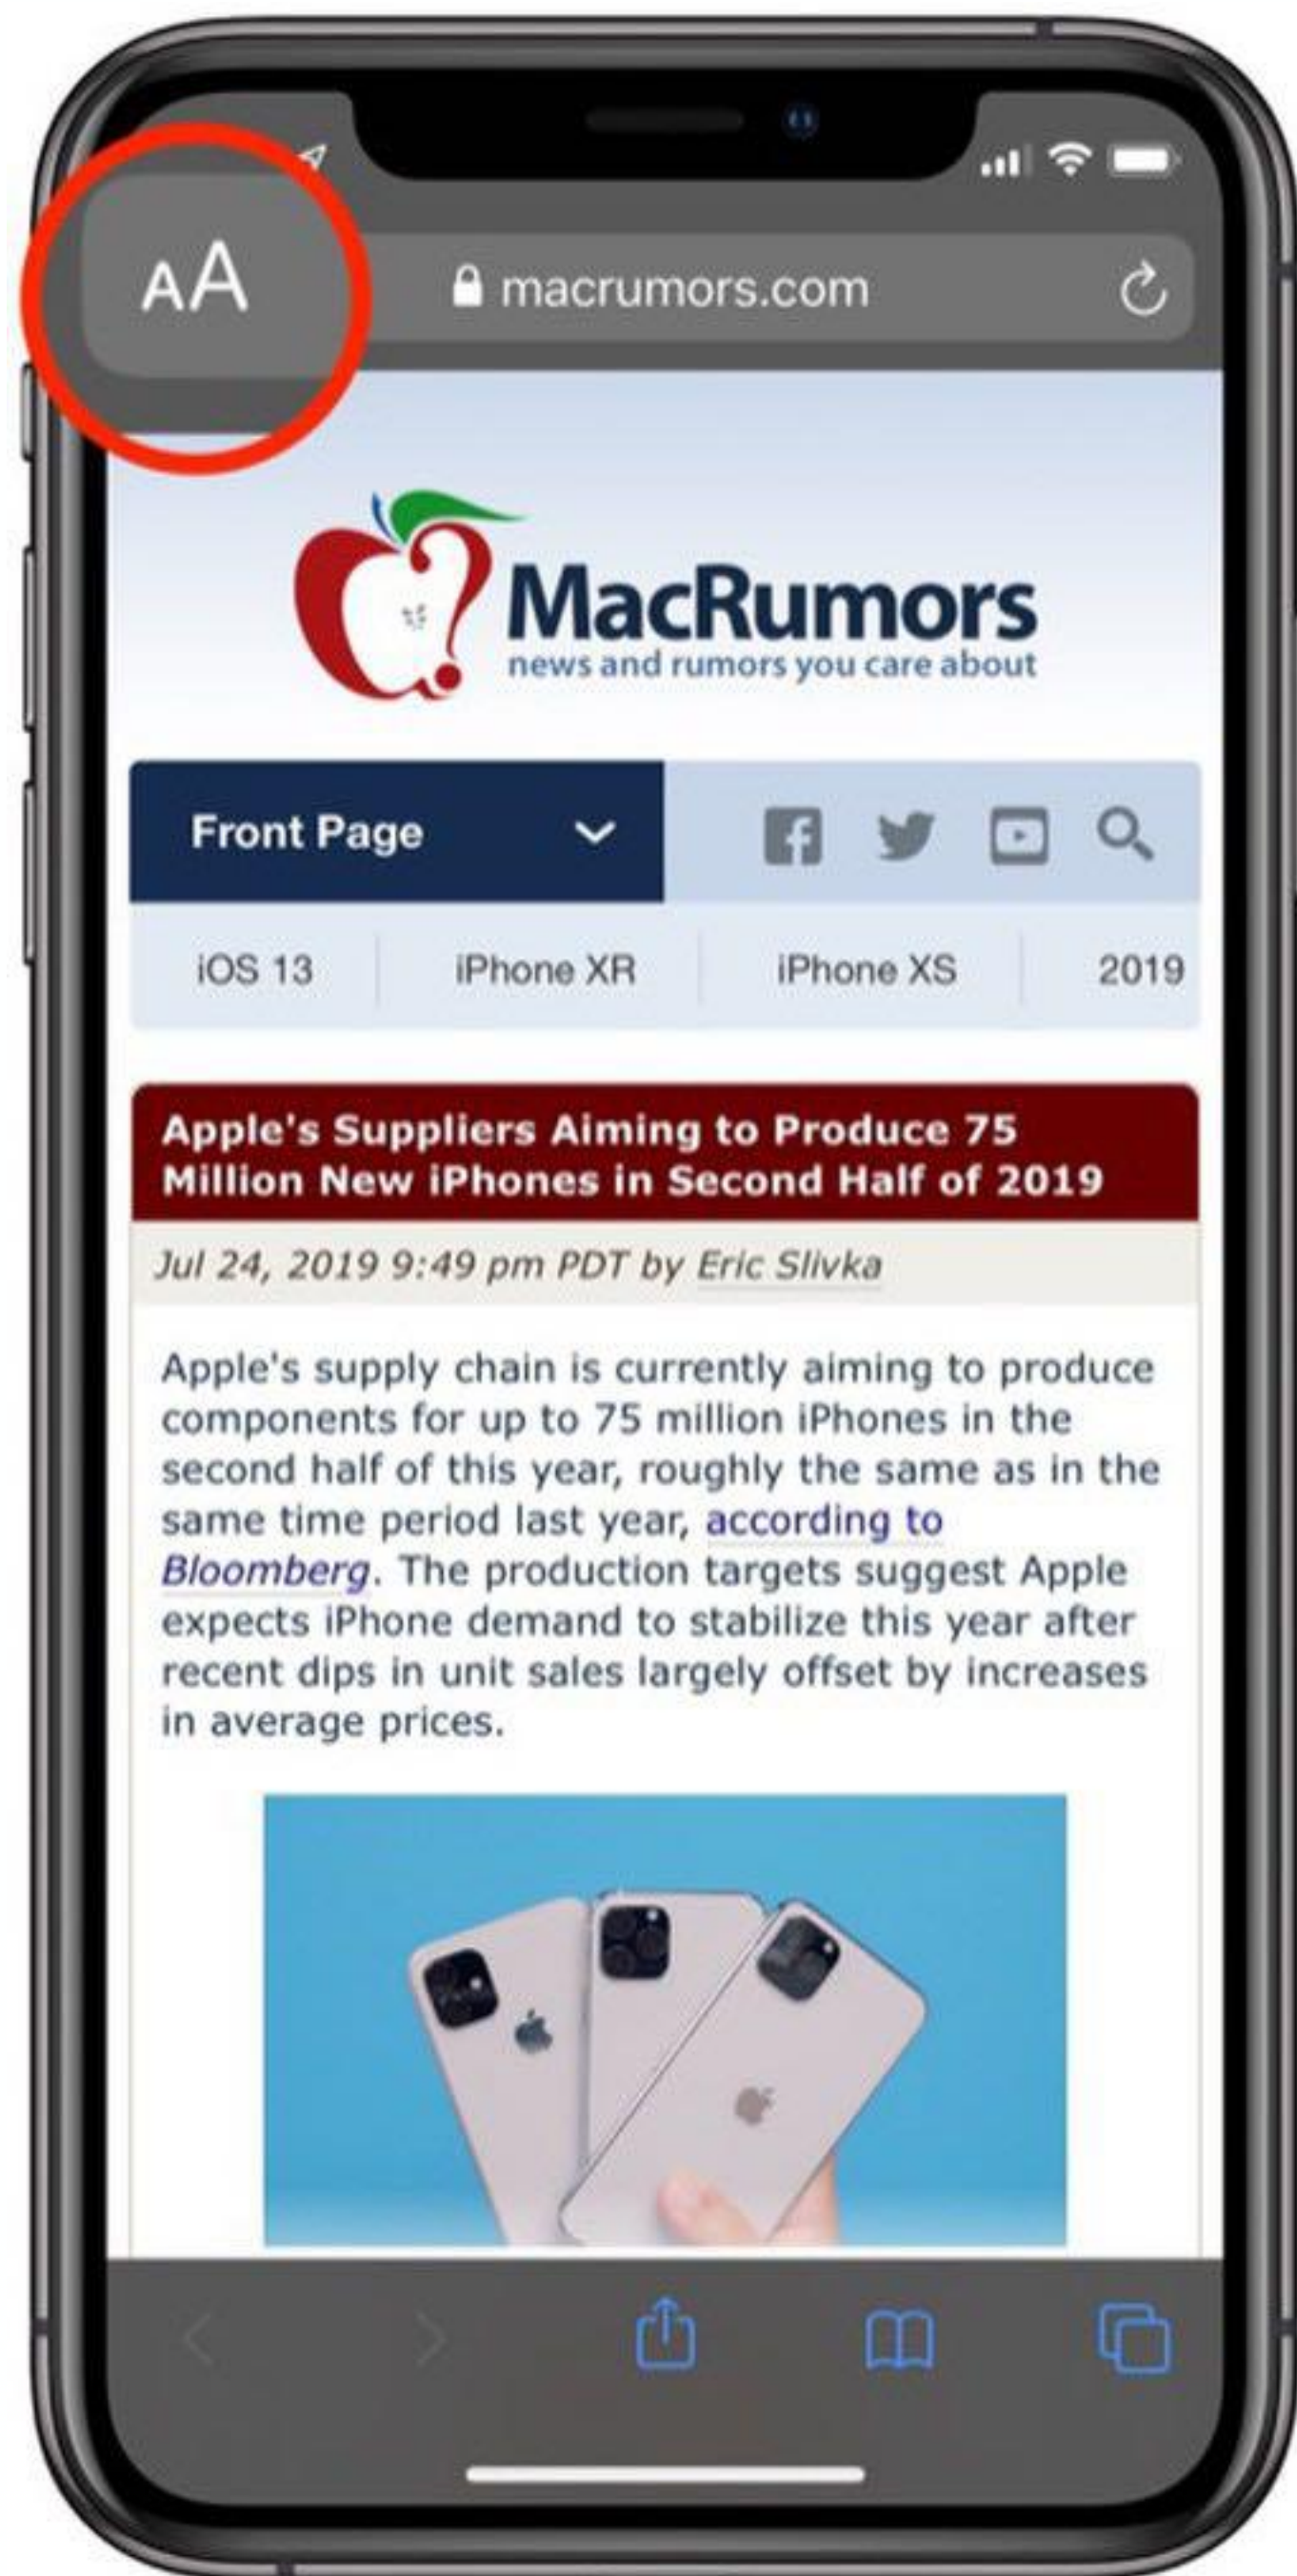 AA
macrumors.com
MacRumors
news and rumors you care about
Front Page
iOS 13
iPhone XR
iPhone XS
2019
Apple's Suppliers Aiming to Produce 75
Million New iPhones in Second Half of 2019
Jul 24, 2019 9:49 pm PDT by Eric Slivka
Apple's supply chain is currently aiming to produce
components for up to 75 million iPhones in the
second half of this year, roughly the same as in the
same time period last year, according to
Bloomberg. The production targets suggest Apple
expects iPhone demand to stabilize this year after
recent dips in unit sales largely offset by increases
in average prices.